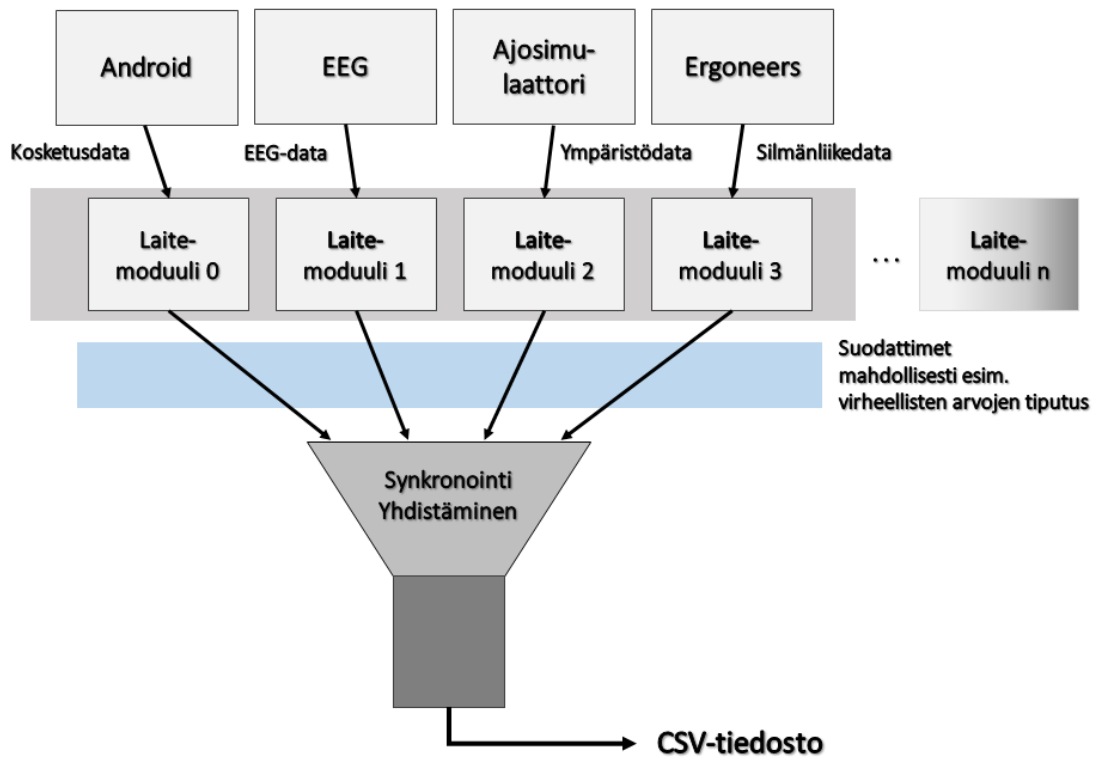 Android
EEG
Ajosimu-
laattori
Ergoneers
Kosketusdata
EEG-data
Ympäristödata
Silmänliikedata
Laite-
moduuli 0
Laite-
moduuli 1
Laite-
moduuli 2
Laite-
moduuli 3
...
Laite-
moduuli n
Suodattimet
mahdollisesti esim.
virheellisten arvojen tiputus
Synkronointi
Yhdistäminen
CSV-tiedosto